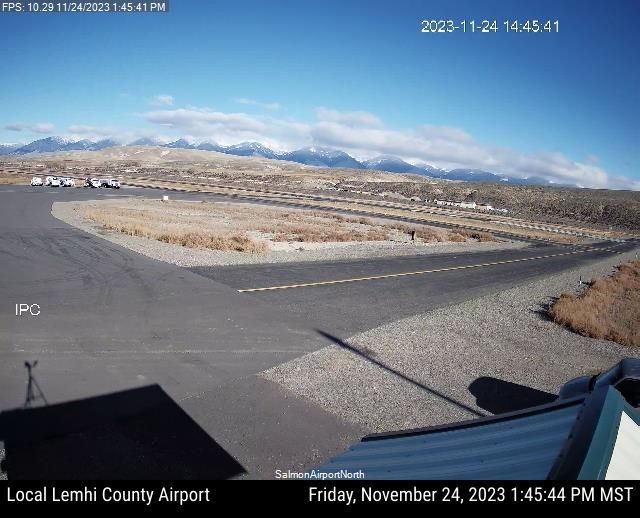 FPS: 10.29 11/24/2023 1:45:41 PM
2023-11-24 14:45:41
IPC
SalmonAirportNorth
Local Lemhi County Airport Friday, November 24, 2023 1:45:44 PM MST